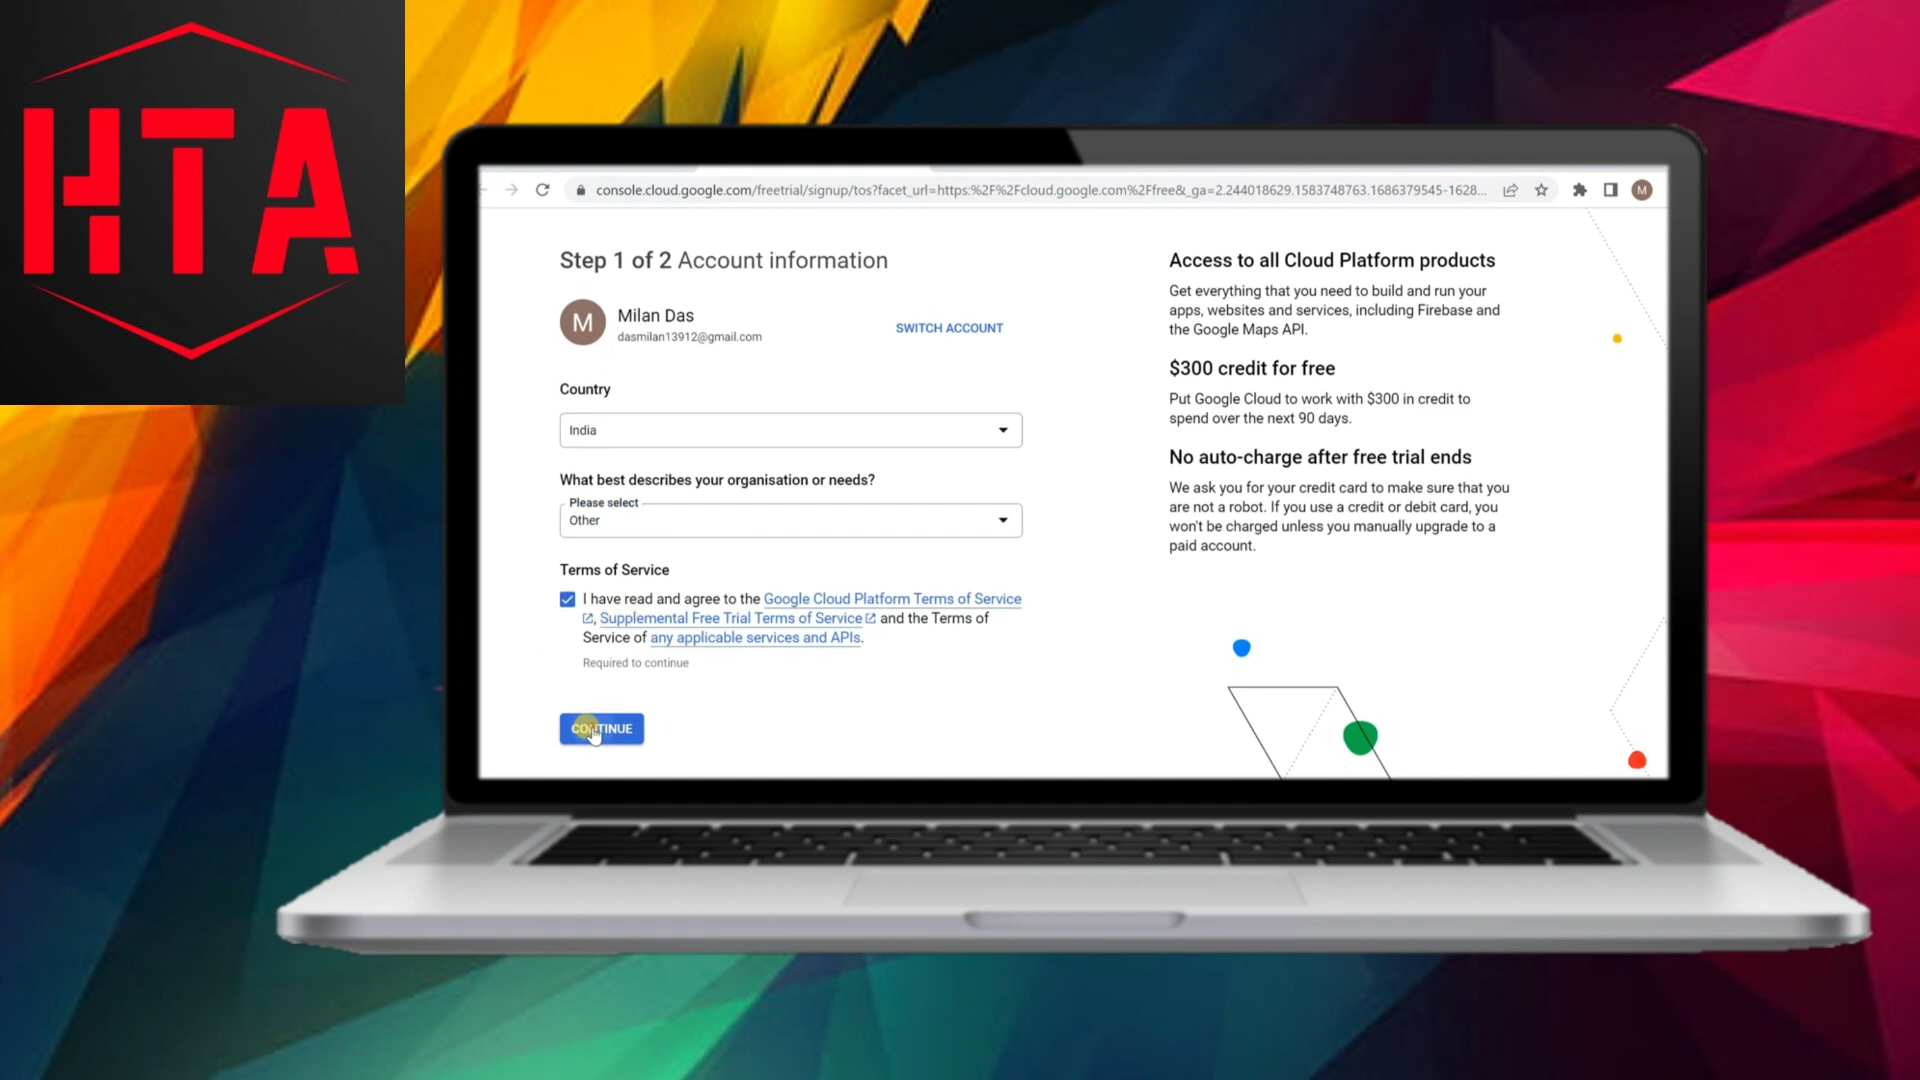 HTA
console.cloud.google.com/freetrial/signup/tos?facet_url=https:%2F%2Fcloud.google.com%2Ffree&_ga=2.244018629.1583748763.1686379545-1628...
M
Step 1 of 2 Account information
M
Milan Das
dasmilan13912@gmail.com
SWITCH ACCOUNT
Country
India
What best describes your organisation or needs?
Please select
Other
Terms of Service
I have read and agree to the Google Cloud Platform Terms of Service
, Supplemental Free Trial Terms of Service and the Terms of
Service of any applicable services and APIs.
Required to continue
CONTINUE
Access to all Cloud Platform products
Get everything that you need to build and run your
apps, websites and services, including Firebase and
the Google Maps API.
$300 credit for free
Put Google Cloud to work with $300 in credit to
spend over the next 90 days.
No auto-charge after free trial ends
We ask you for your credit card to make sure that you
are not a robot. If you use a credit or debit card, you
won't be charged unless you manually upgrade to a
paid account.